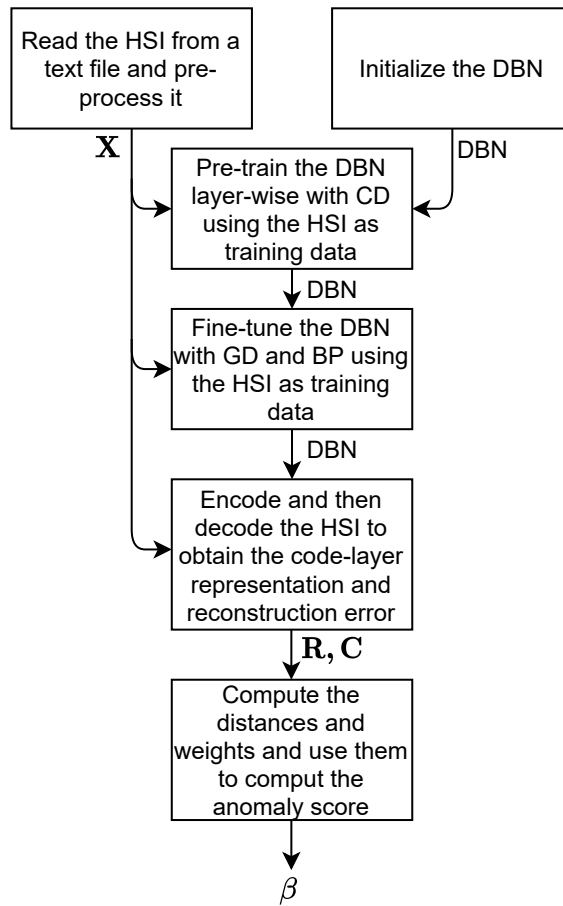 Read the HSI from a
text file and pre-
process it
Initialize the DBN
X
DBN
Pre-train the DBN
layer-wise with CD
using the HSI as
training data
DBN
Fine-tune the DBN
with GD and BP using
the HSI as training
data
DBN
Encode and then
decode the HSI to
obtain the code-layer
representation and
reconstruction error
R, C
Compute the
distances and
weights and use them
to comput the
anomaly score
β